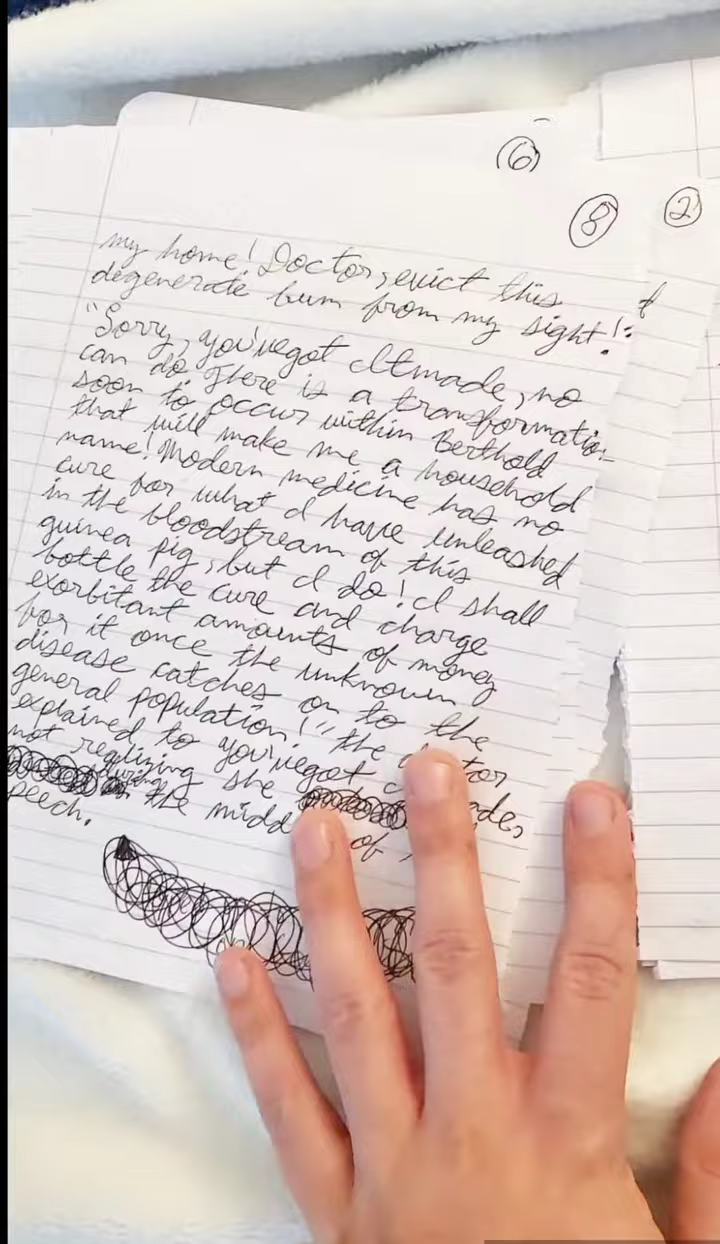 6
8
2
my home! Doctor, evict this
degenerate bum from my sight!"
"Sorry, you'vegot Itmade, no
can do. There is a transformation
soon to occur within Berthold
that will make me a household
name! Modern medicine has no
cure for what I have unleashed
in the bloodstream of this
guinea pig, but I do! I shall
bottle the cure and charge
exorbitant amounts of money
for it once the unknown
disease catches on to the
general population!" the
explained to you'vegot
not realizing she
the of
peech.